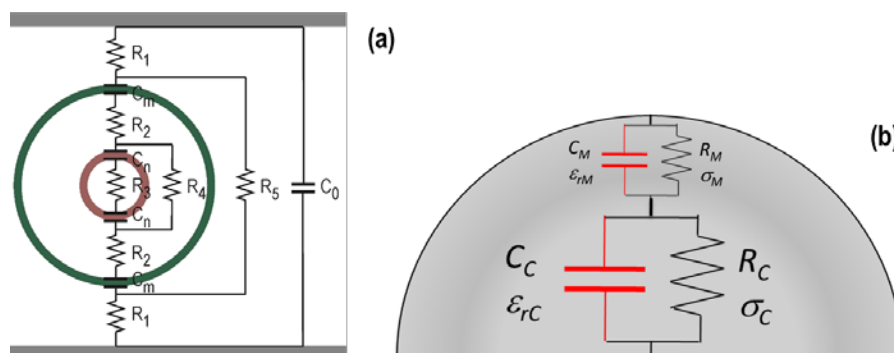 (a)
R1
Cm
R2
Cn
R3
R4
R5
C0
Cn
R2
Cm
R1
(b)
CM
εrM
RM
σM
CC
εrC
RC
σC